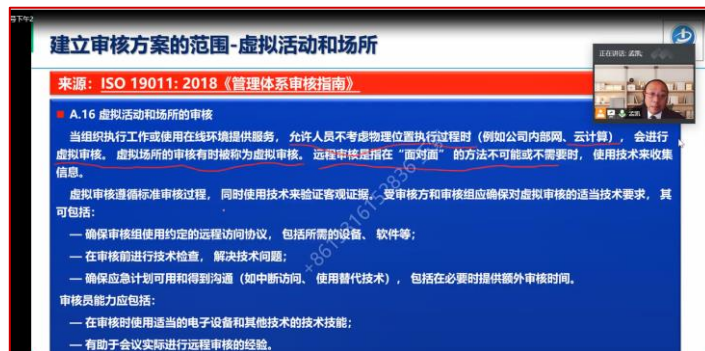 建立审核方案的范围-虚拟活动和场所
正在讲话: 孟凯
来源：ISO 19011: 2018《管理体系审核指南》
孟凯
A.16 虚拟活动和场所的审核
当组织执行工作或使用在线环境提供服务，允许人员不考虑物理位置执行过程时（例如公司内部网、云计算），会进行
虚拟审核。虚拟场所的审核有时被称为虚拟审核。远程审核是指在“面对面”的方法不可能或不需要时，使用技术来收集
信息。
虚拟审核遵循标准审核过程，同时使用技术来验证客观证据。受审核方和审核组应确保对虚拟审核的适当技术要求，其
可包括：
— 确保审核组使用约定的远程访问协议，包括所需的设备、软件等；
— 在审核前进行技术检查，解决技术问题；
— 确保应急计划可用和得到沟通（如中断访问、使用替代技术），包括在必要时提供额外审核时间。
审核员能力应包括：
— 在审核时使用适当的电子设备和其他技术的技术技能；
— 有助于会议实际进行远程审核的经验。